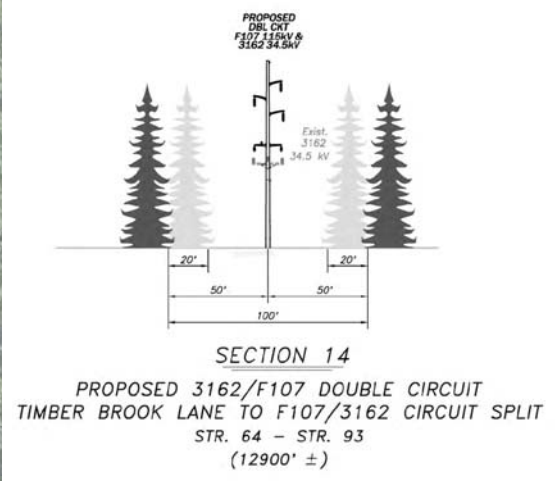 PROPOSED
DBL CKT
F107 115kV &
3162 34.5kV
Exist.
3162
34.5 kV
20'
20'
50'
50'
100'
SECTION 14
PROPOSED 3162/F107 DOUBLE CIRCUIT
TIMBER BROOK LANE TO F107/3162 CIRCUIT SPLIT
STR. 64 - STR. 93
(12900' ±)